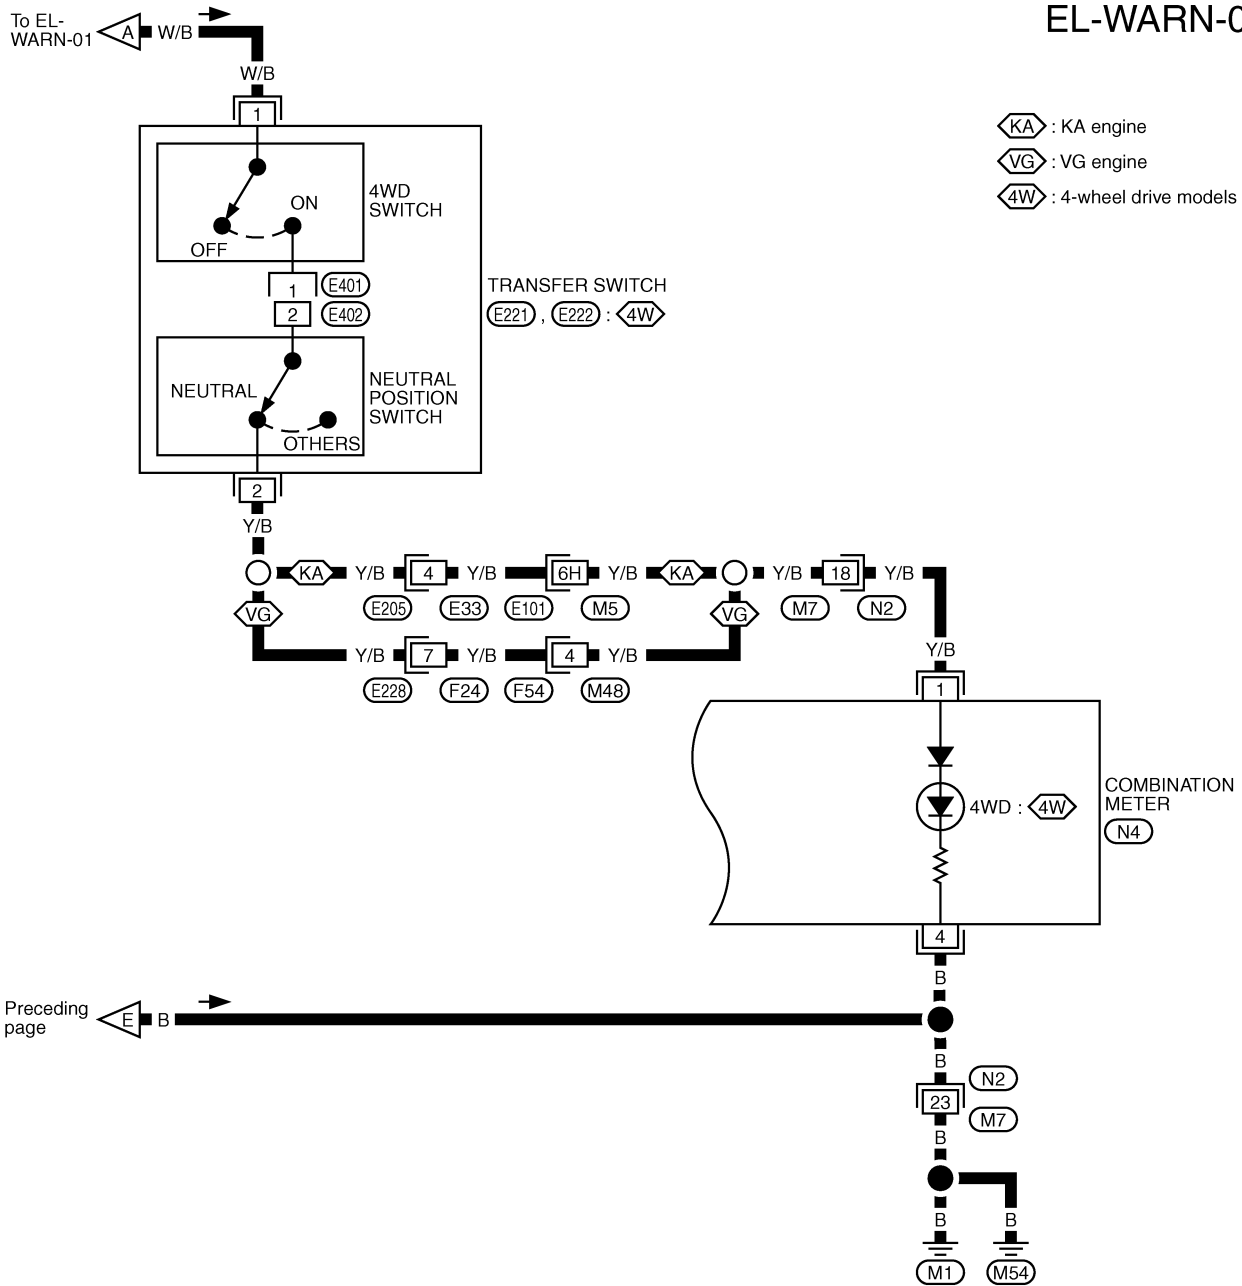 To EL-
WARN-01
A
W/B
EL-WARN-0
W/B
1
KA : KA engine
VG : VG engine
4W : 4-wheel drive models
4WD
SWITCH
ON
OFF
1
E401
2
E402
TRANSFER SWITCH
E221 , E222 : 4W
NEUTRAL
NEUTRAL
POSITION
SWITCH
OTHERS
2
Y/B
KA Y/B 4 Y/B 6H Y/B KA Y/B 18 Y/B
E205 E33 E101 M5 M7 N2
VG VG
Y/B 7 Y/B 4 Y/B
E228 F24 F54 M48
Y/B
1
4WD : 4W
COMBINATION
METER
N4
4
B
Preceding
page
E
B
B
N2
23
M7
B
B B
M1 M54